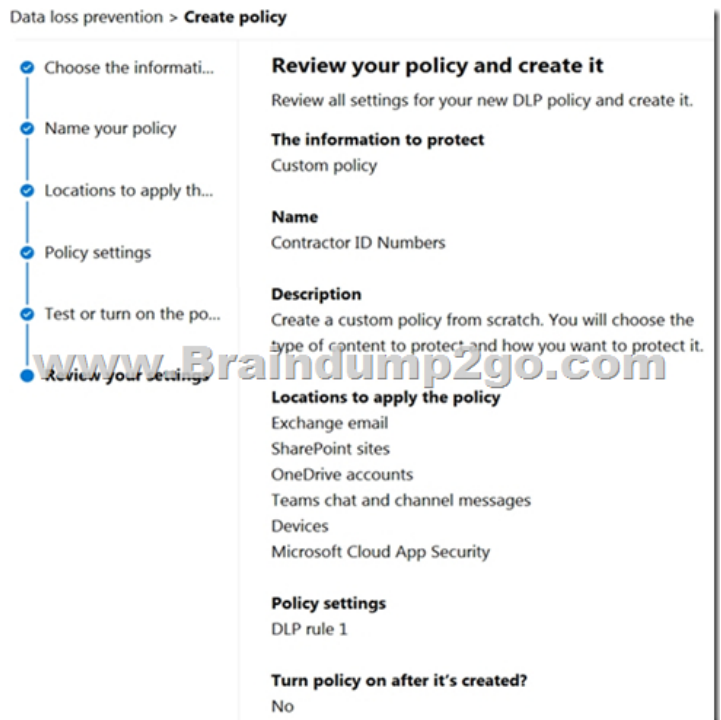 Data loss prevention > Create policy
Choose the informati...
Name your policy
Locations to apply th...
Policy settings
Test or turn on the po...
Review your settings
Review your policy and create it
Review all settings for your new DLP policy and create it.
The information to protect
Custom policy
Name
Contractor ID Numbers
Description
Create a custom policy from scratch. You will choose the
type of content to protect and how you want to protect it.
www.Braindump2go.com
Locations to apply the policy
Exchange email
SharePoint sites
OneDrive accounts
Teams chat and channel messages
Devices
Microsoft Cloud App Security
Policy settings
DLP rule 1
Turn policy on after it's created?
No